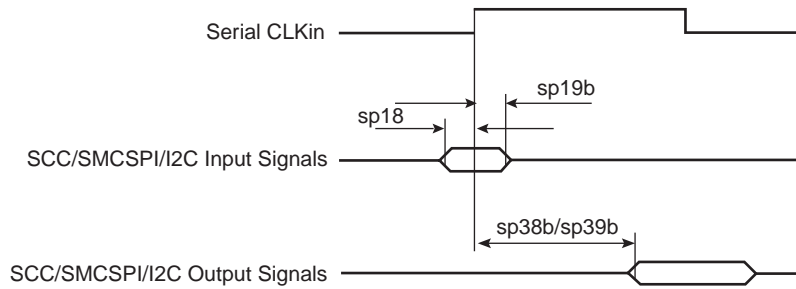 Serial CLKin
sp19b
sp18
SCC/SMCSPI/I2C Input Signals
sp38b/sp39b
SCC/SMCSPI/I2C Output Signals